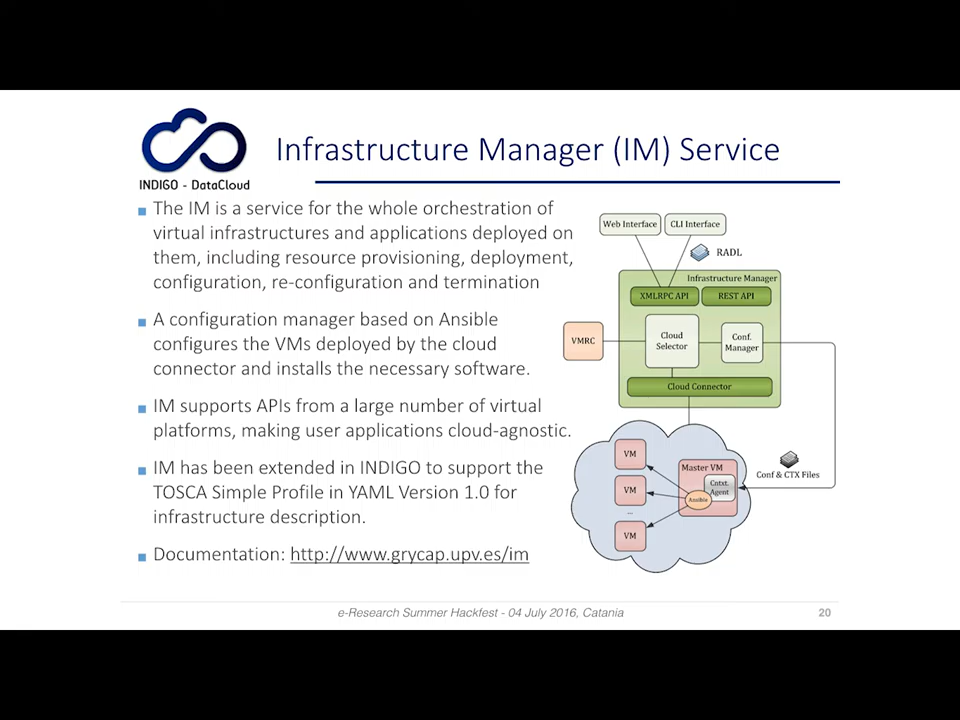 Infrastructure Manager (IM) Service
INDIGO - DataCloud
■ The IM is a service for the whole orchestration of
virtual infrastructures and applications deployed on
them, including resource provisioning, deployment,
configuration, re-configuration and termination
■ A configuration manager based on Ansible
configures the VMs deployed by the cloud
connector and installs the necessary software.
■ IM supports APIs from a large number of virtual
platforms, making user applications cloud-agnostic.
■ IM has been extended in INDIGO to support the
TOSCA Simple Profile in YAML Version 1.0 for
infrastructure description.
■ Documentation: http://www.grycap.upv.es/im
Web Interface
CLI Interface
RADL
Infrastructure Manager
XMLRPC API
REST API
VMRC
Cloud
Selector
Conf.
Manager
Cloud Connector
VM
VM
...
VM
Master VM
Cntxt.
Agent
Ansible
Conf & CTX Files
e-Research Summer Hackfest - 04 July 2016, Catania
20